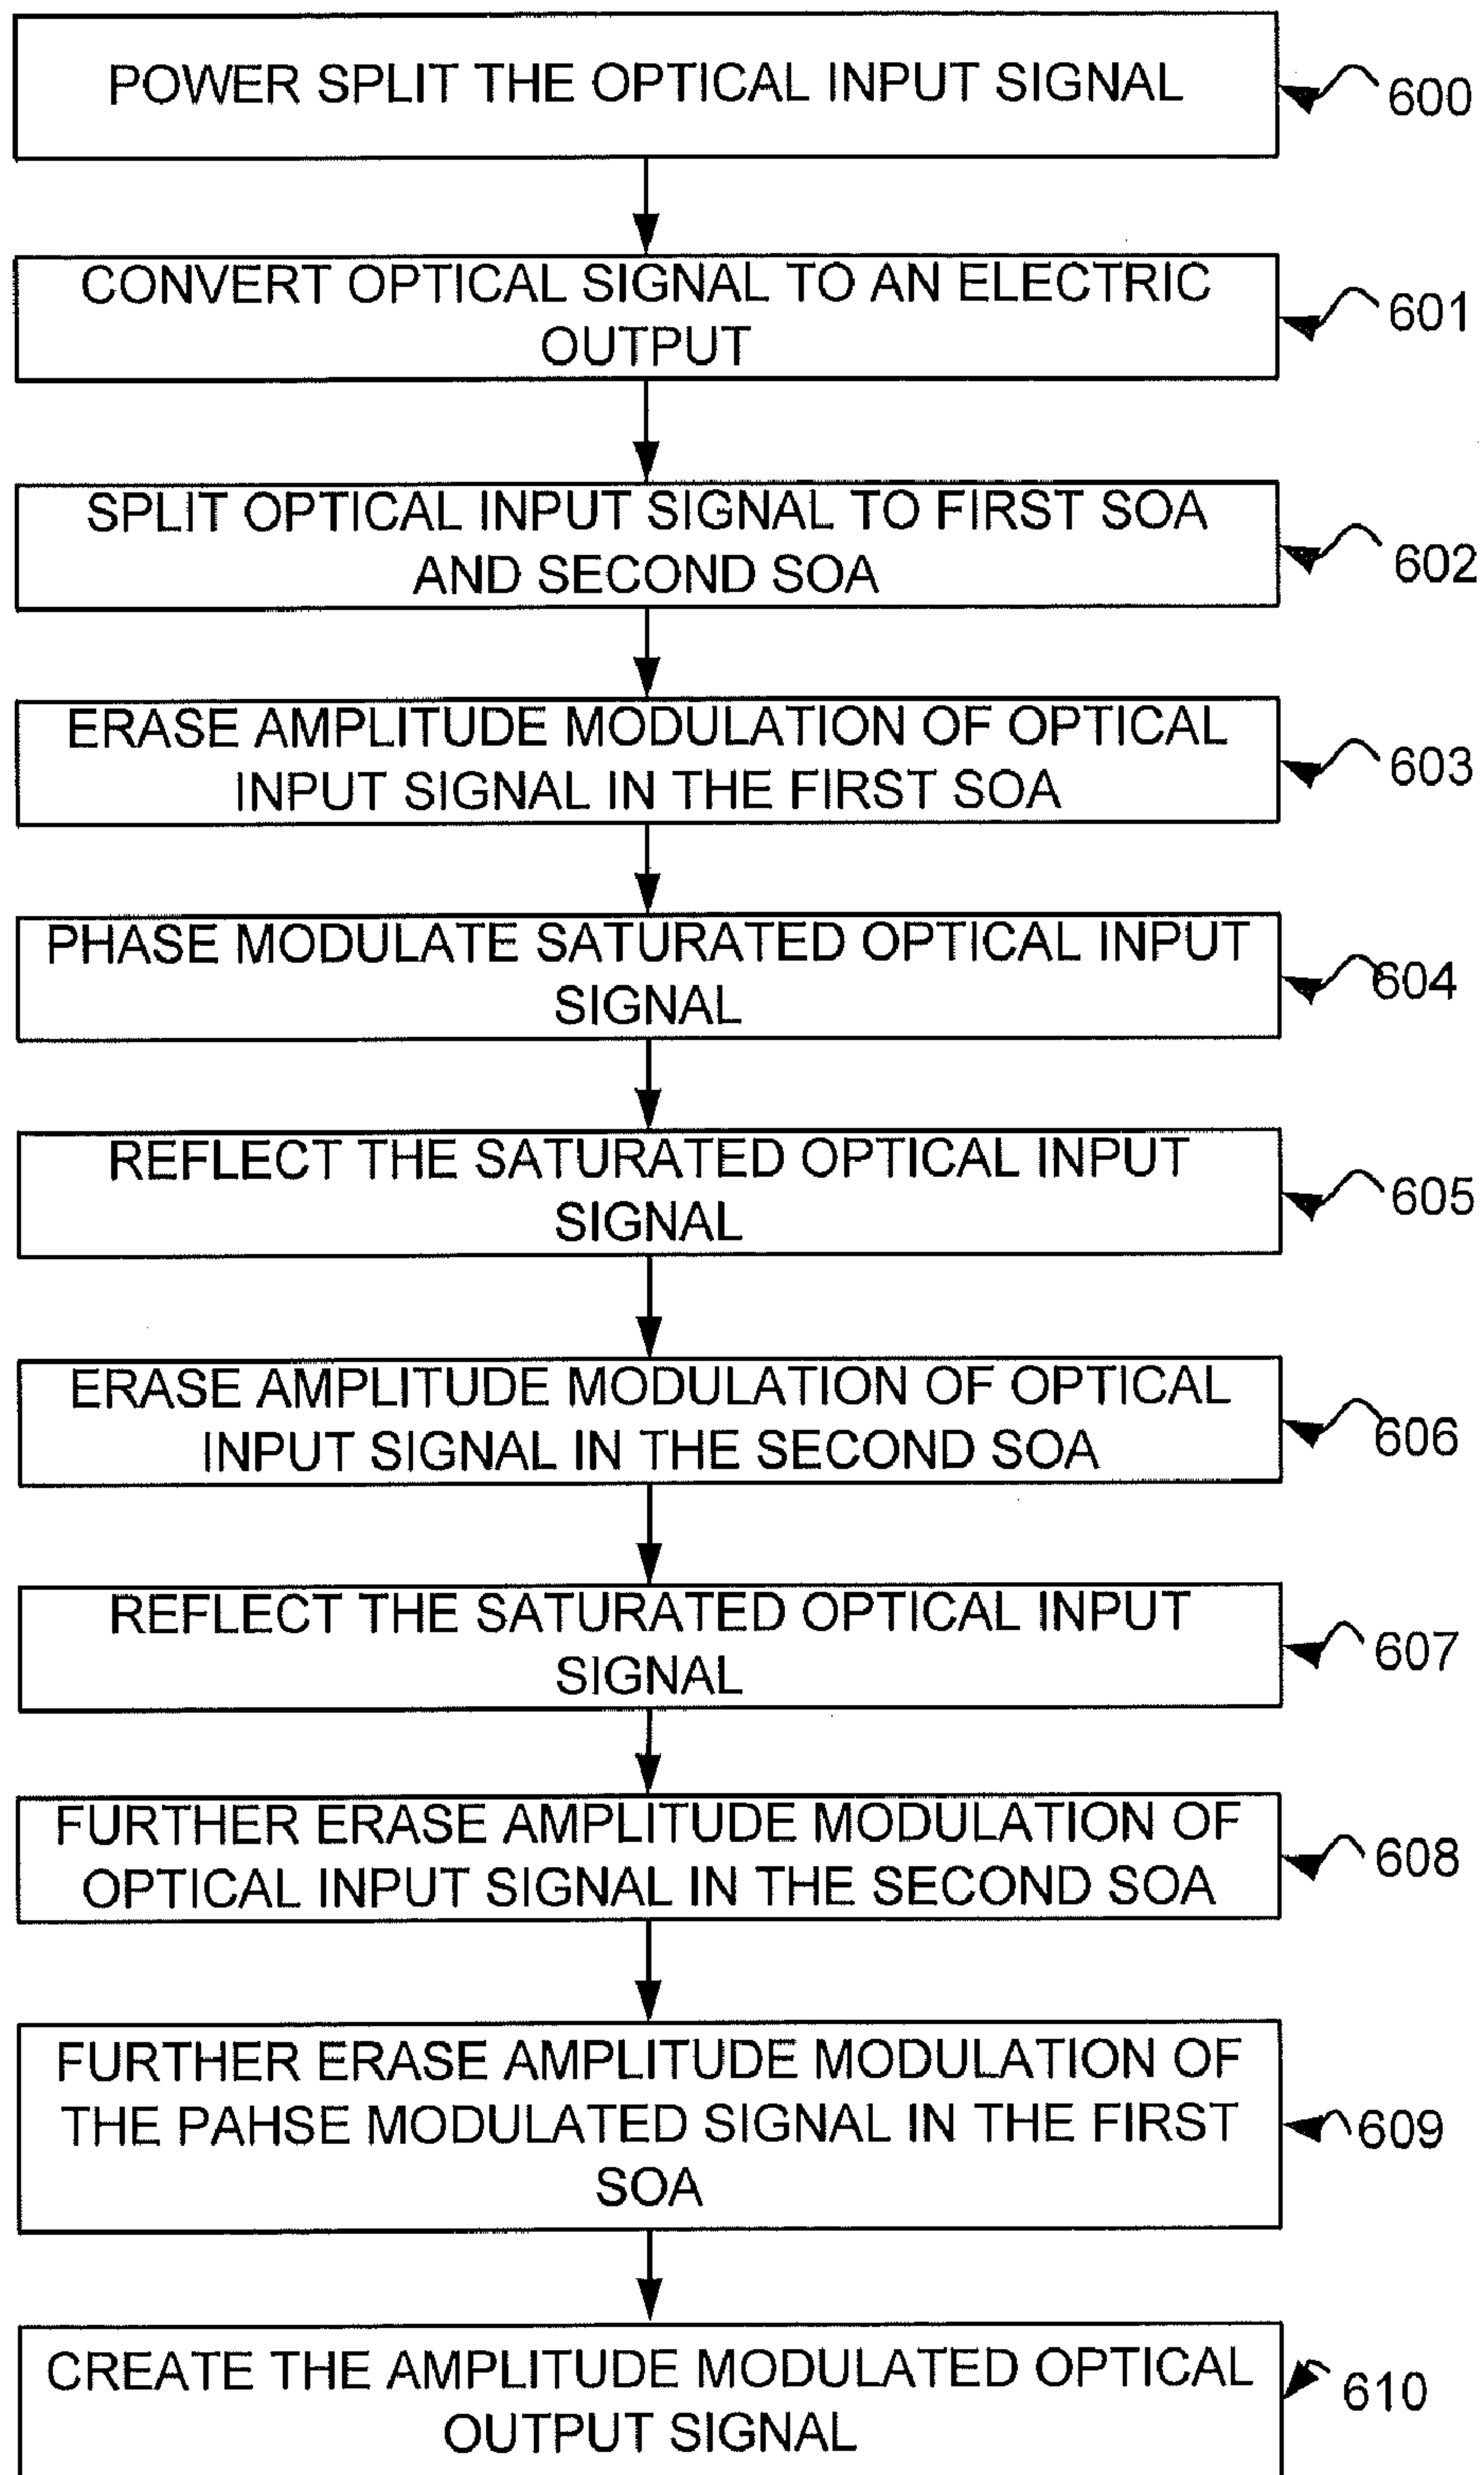 POWER SPLIT THE OPTICAL INPUT SIGNAL
600
CONVERT OPTICAL SIGNAL TO AN ELECTRIC
OUTPUT
601
SPLIT OPTICAL INPUT SIGNAL TO FIRST SOA
AND SECOND SOA
602
ERASE AMPLITUDE MODULATION OF OPTICAL
INPUT SIGNAL IN THE FIRST SOA
603
PHASE MODULATE SATURATED OPTICAL INPUT
SIGNAL
604
REFLECT THE SATURATED OPTICAL INPUT
SIGNAL
605
ERASE AMPLITUDE MODULATION OF OPTICAL
INPUT SIGNAL IN THE SECOND SOA
606
REFLECT THE SATURATED OPTICAL INPUT
SIGNAL
607
FURTHER ERASE AMPLITUDE MODULATION OF
OPTICAL INPUT SIGNAL IN THE SECOND SOA
608
FURTHER ERASE AMPLITUDE MODULATION OF
THE PAHSE MODULATED SIGNAL IN THE FIRST
SOA
609
CREATE THE AMPLITUDE MODULATED OPTICAL
OUTPUT SIGNAL
610